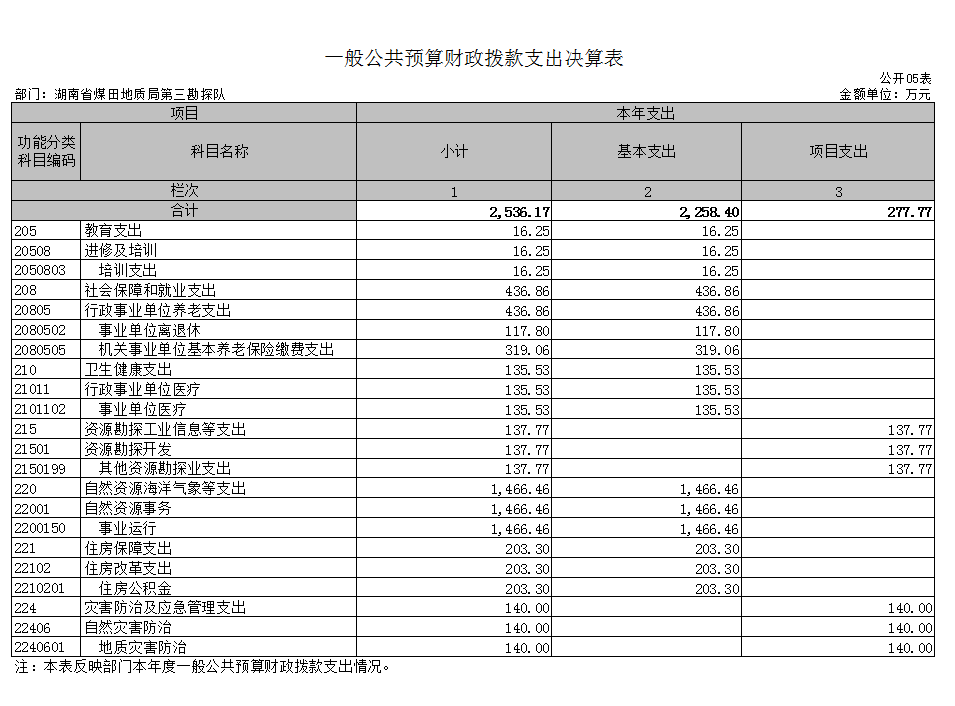 一般公共预算财政拨款支出决算表
公开05表
部门：湖南省煤田地质局第三勘探队 金额单位：万元
项目 本年支出
功能分类科目编码 科目名称 小计 基本支出 项目支出
栏次 1 2 3
合计 2,536.17 2,258.40 277.77
205 教育支出 16.25 16.25
20508 进修及培训 16.25 16.25
2050803 培训支出 16.25 16.25
208 社会保障和就业支出 436.86 436.86
20805 行政事业单位养老支出 436.86 436.86
2080502 事业单位离退休 117.80 117.80
2080505 机关事业单位基本养老保险缴费支出 319.06 319.06
210 卫生健康支出 135.53 135.53
21011 行政事业单位医疗 135.53 135.53
2101102 事业单位医疗 135.53 135.53
215 资源勘探工业信息等支出 137.77 137.77
21501 资源勘探开发 137.77 137.77
2150199 其他资源勘探业支出 137.77 137.77
220 自然资源海洋气象等支出 1,466.46 1,466.46
22001 自然资源事务 1,466.46 1,466.46
2200150 事业运行 1,466.46 1,466.46
221 住房保障支出 203.30 203.30
22102 住房改革支出 203.30 203.30
2210201 住房公积金 203.30 203.30
224 灾害防治及应急管理支出 140.00 140.00
22406 自然灾害防治 140.00 140.00
2240601 地质灾害防治 140.00 140.00
注：本表反映部门本年度一般公共预算财政拨款支出情况。